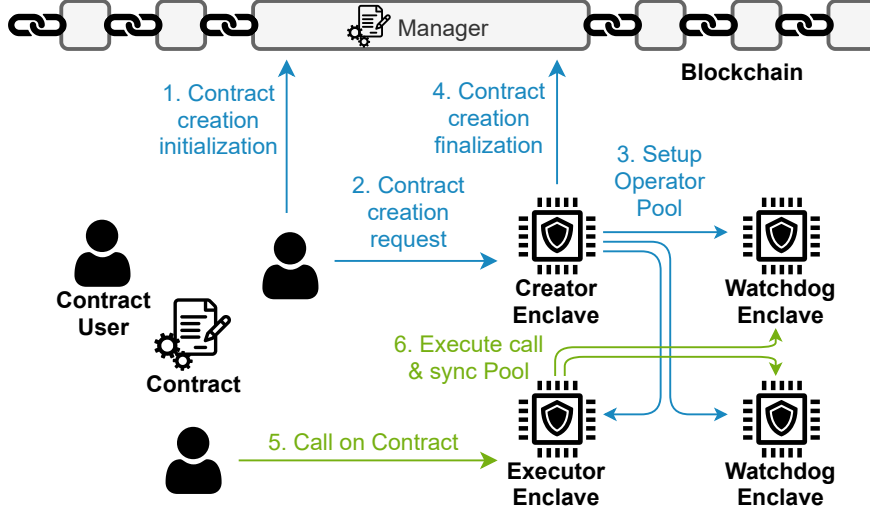 Manager
Blockchain
1. Contract
creation
initialization
4. Contract
creation
finalization
3. Setup
Operator
Pool
2. Contract
creation
request
Contract
User
Creator
Enclave
Watchdog
Enclave
Contract
6. Execute call
& sync Pool
5. Call on Contract
Executor
Enclave
Watchdog
Enclave